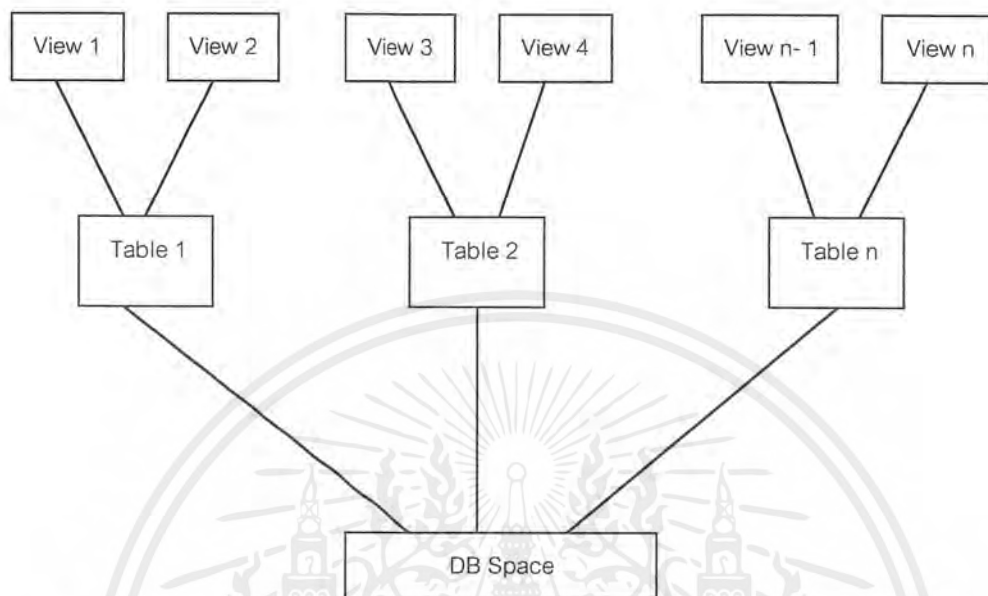 View 1
View 2
View 3
View 4
View n- 1
View n
Table 1
Table 2
Table n
DB Space